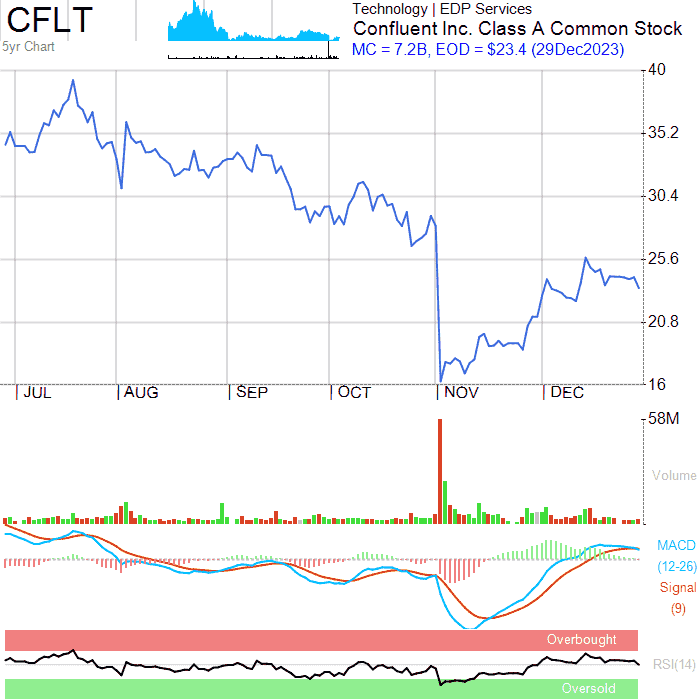 CFLT
5yr Chart
Technology | EDP Services
Confluent Inc. Class A Common Stock
MC = 7.2B, EOD = $23.4 (29Dec2023)
40
35.2
30.4
25.6
20.8
16
JUL AUG SEP OCT NOV DEC
58M
Volume
MACD
(12-26)
Signal
(9)
Overbought
RSI(14)
Oversold